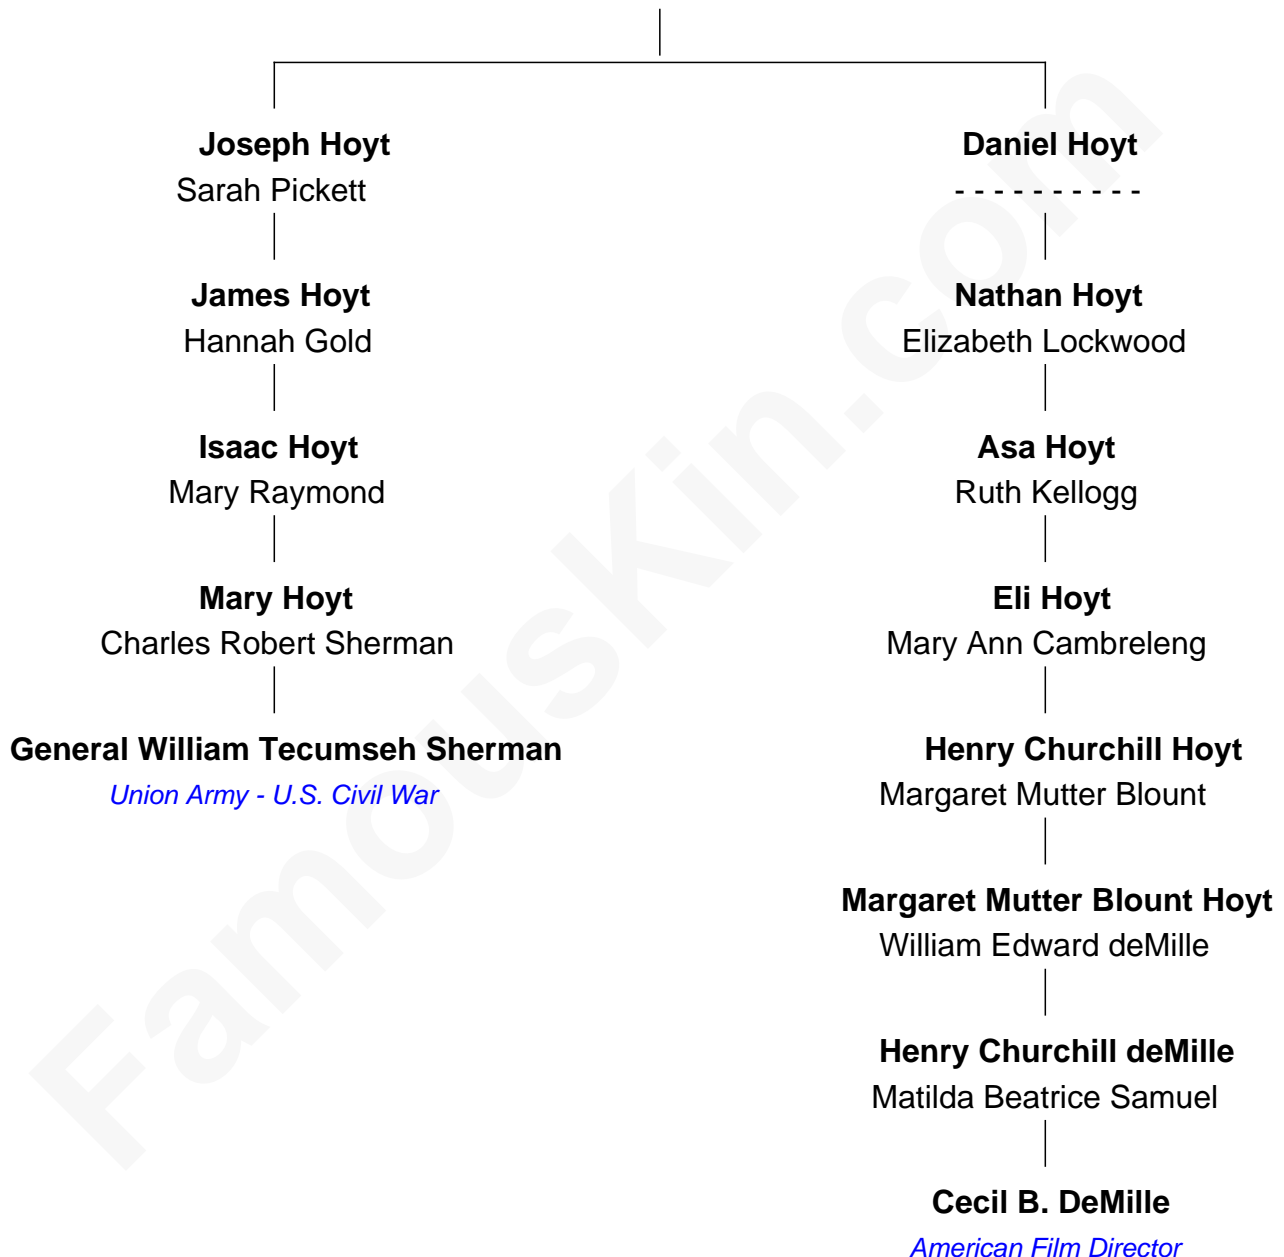 Joseph Hoyt
Sarah Pickett
James Hoyt
Hannah Gold
Isaac Hoyt
Mary Raymond
Mary Hoyt
Charles Robert Sherman
General William Tecumseh Sherman
Union Army - U.S. Civil War
Daniel Hoyt
- - - - - - - - - -
Nathan Hoyt
Elizabeth Lockwood
Asa Hoyt
Ruth Kellogg
Eli Hoyt
Mary Ann Cambreleng
Henry Churchill Hoyt
Margaret Mutter Blount
Margaret Mutter Blount Hoyt
William Edward deMille
Henry Churchill deMille
Matilda Beatrice Samuel
Cecil B. DeMille
American Film Director
FamousKin.com